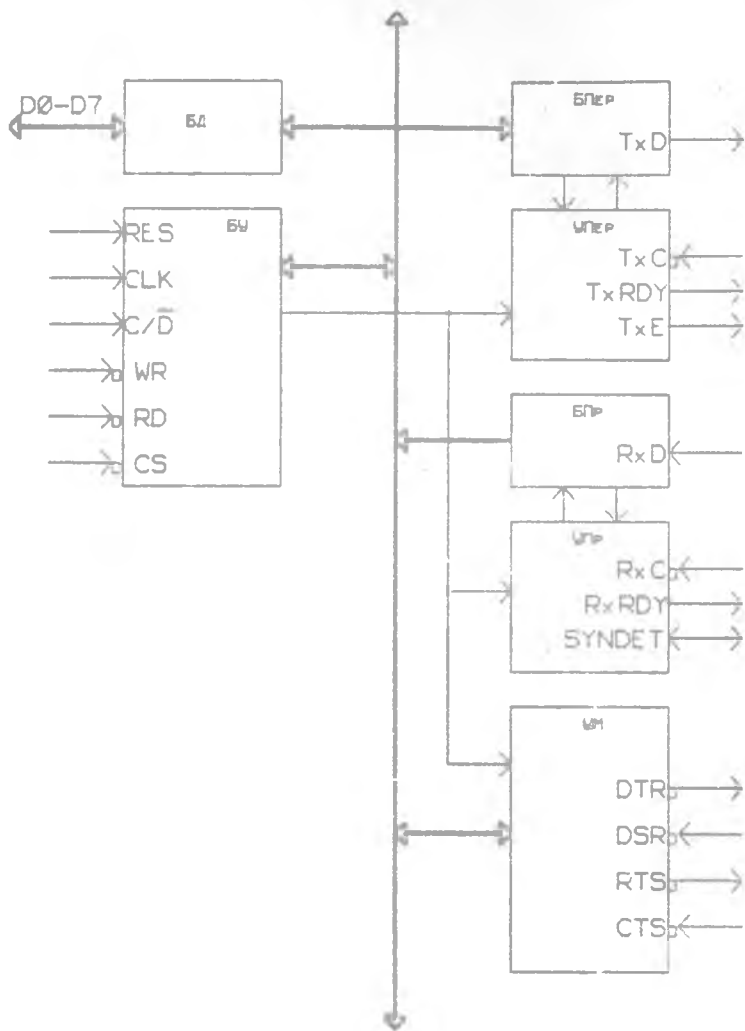 D0-D7
БД
БУ
RES
CLK
C/D̅
WR
RD
CS
БПЕР
TxD
УПЕР
TxC
TxRDY
TxE
БПР
RxD
УПР
RxC
RxRDY
SYNDET
УМ
DTR
DSR
RTS
CTS